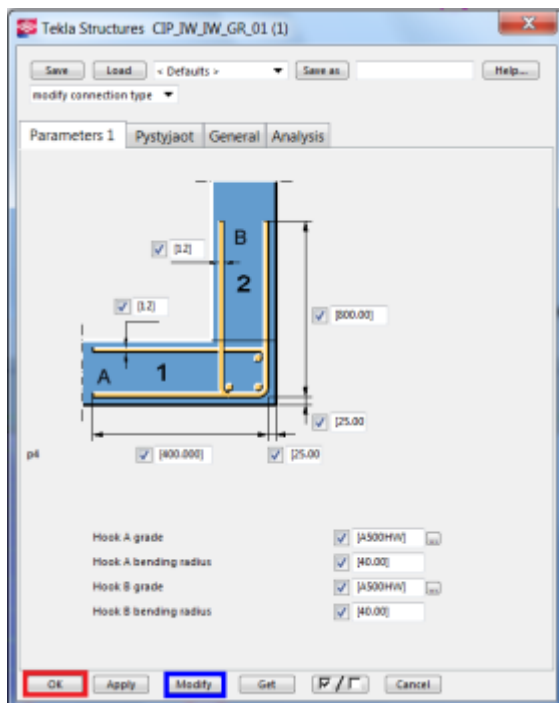 Tekla Structures CIP_IW_IW_GR_01 (1)
Save Load < Defaults > Save as Help...
modify connection type
Parameters 1 Pystyjaot General Analysis
[12] B
2
[12] [800.00]
A 1
[25.00
p4 [400.000] [25.00
Hook A grade [A500HW] ...
Hook A bending radius [40.00]
Hook B grade [A500HW] ...
Hook B bending radius [40.00]
OK Apply Modify Get / Cancel